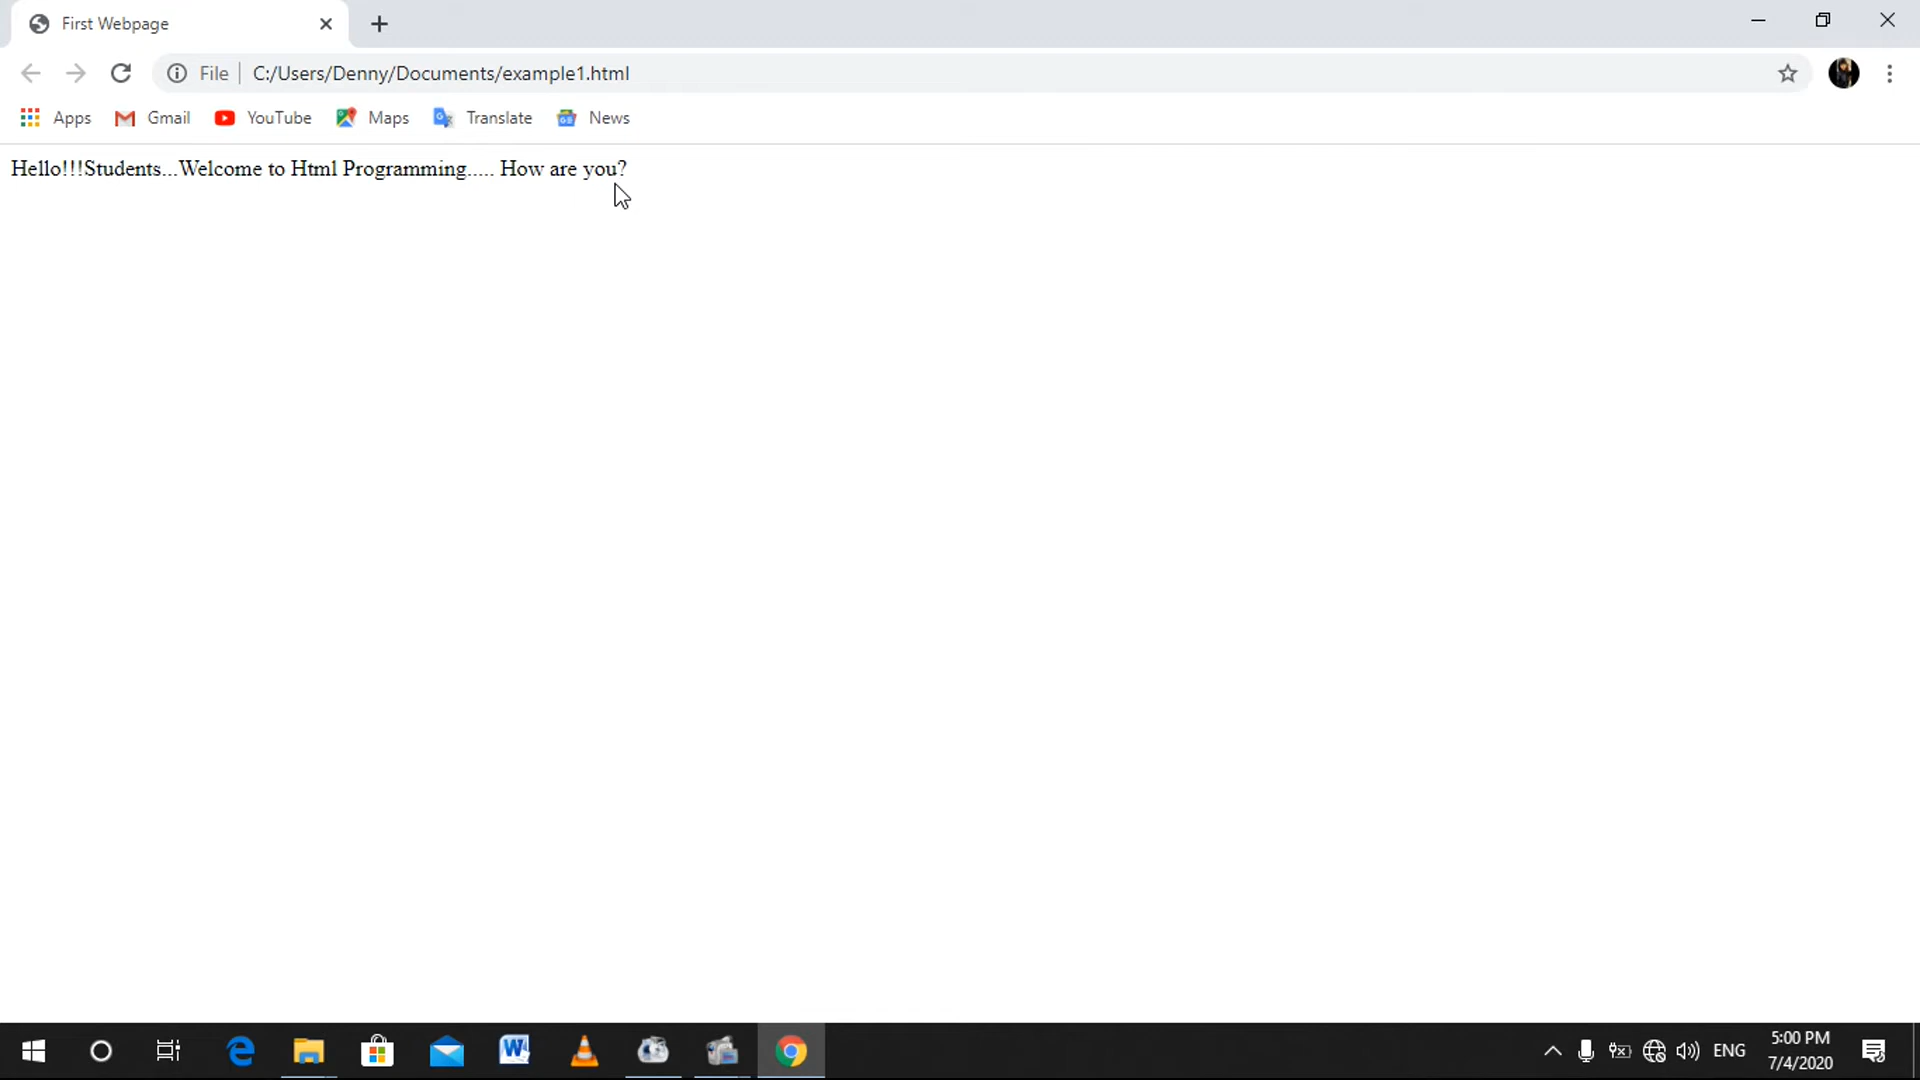 First Webpage
File C:/Users/Denny/Documents/example1.html
Apps Gmail YouTube Maps Translate News
Hello!!!Students...Welcome to Html Programming..... How are you?
ENG
5:00 PM
7/4/2020